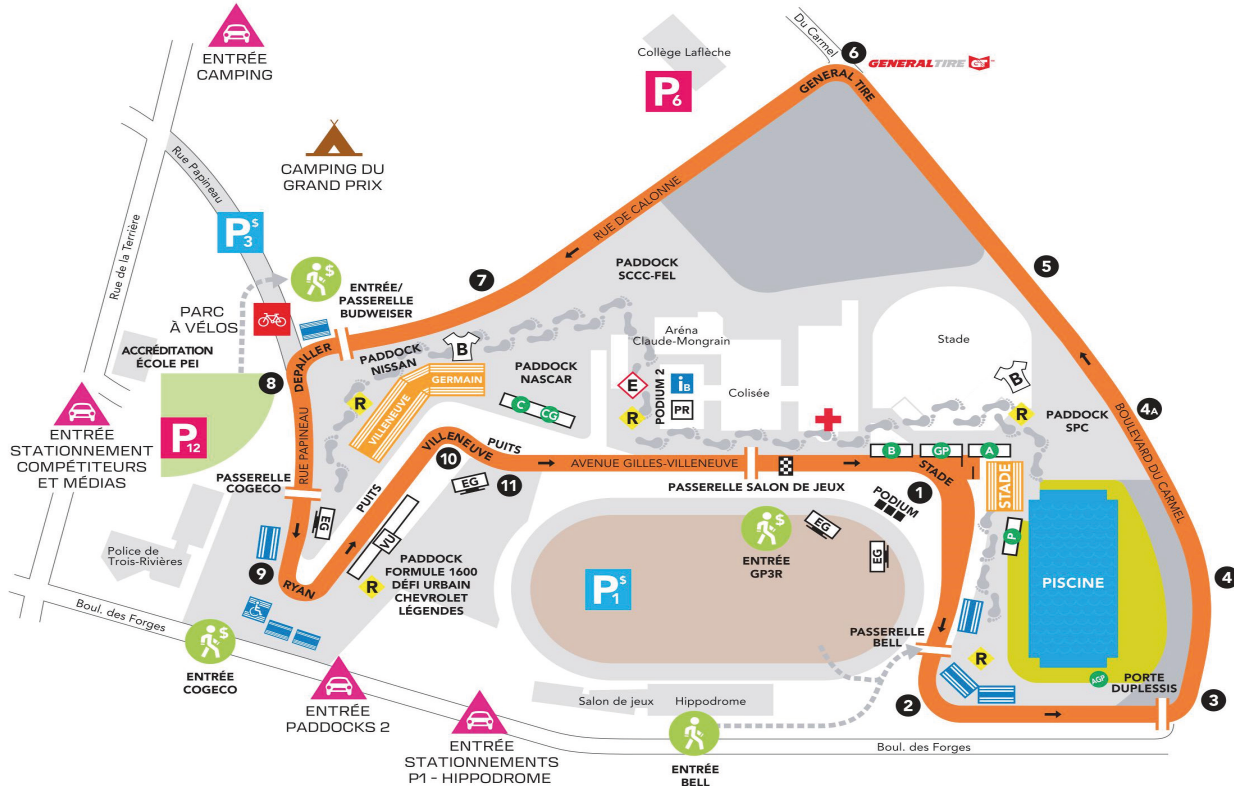 ENTRÉE
CAMPING
Rue Papineau
Rue de la Terrière
CAMPING DU
GRAND PRIX
P$
3
Collège Laflèche
P
6
Du Carmel
6
GENERAL TIRE GT
GENERAL TIRE
RUE DE CALONNE
7
5
4A
BOULEVARD DU CARMEL
4
PADDOCK
SCCC-FEL
$
ENTRÉE/
PASSERELLE
BUDWEISER
PARC
À VÉLOS
ACCRÉDITATION
ÉCOLE PEI
8
DEPAILLER
PADDOCK
NISSAN
B
GERMAIN
VILLENEUVE
R
PADDOCK
NASCAR
C
CG
Aréna
Claude-Mongrain
E
R
PODIUM 2
iB
PR
Colisée
Stade
B
R
PADDOCK
SPC
ENTRÉE
STATIONNEMENT
COMPÉTITEURS
ET MÉDIAS
P
12
RUE PAPINEAU
PASSERELLE
COGECO
EG
PUITS
10
VILLENEUVE
PUITS
EG
11
AVENUE GILLES-VILLENEUVE
PASSERELLE SALON DE JEUX
B
GP
A
STADE
1
STADE
PODIUM
P
PISCINE
Police de
Trois-Rivières
9
RYAN
VU
R
PADDOCK
FORMULE 1600
DÉFI URBAIN
CHEVROLET
LÉGENDES
P$
1
$
ENTRÉE
GP3R
EG
EG
PASSERELLE
BELL
R
AGP
PORTE
DUPLESSIS
2
3
Boul. des Forges
$
ENTRÉE
COGECO
ENTRÉE
PADDOCKS 2
ENTRÉE
STATIONNEMENTS
P1 - HIPPODROME
Salon de jeux
Hippodrome
ENTRÉE
BELL
Boul. des Forges